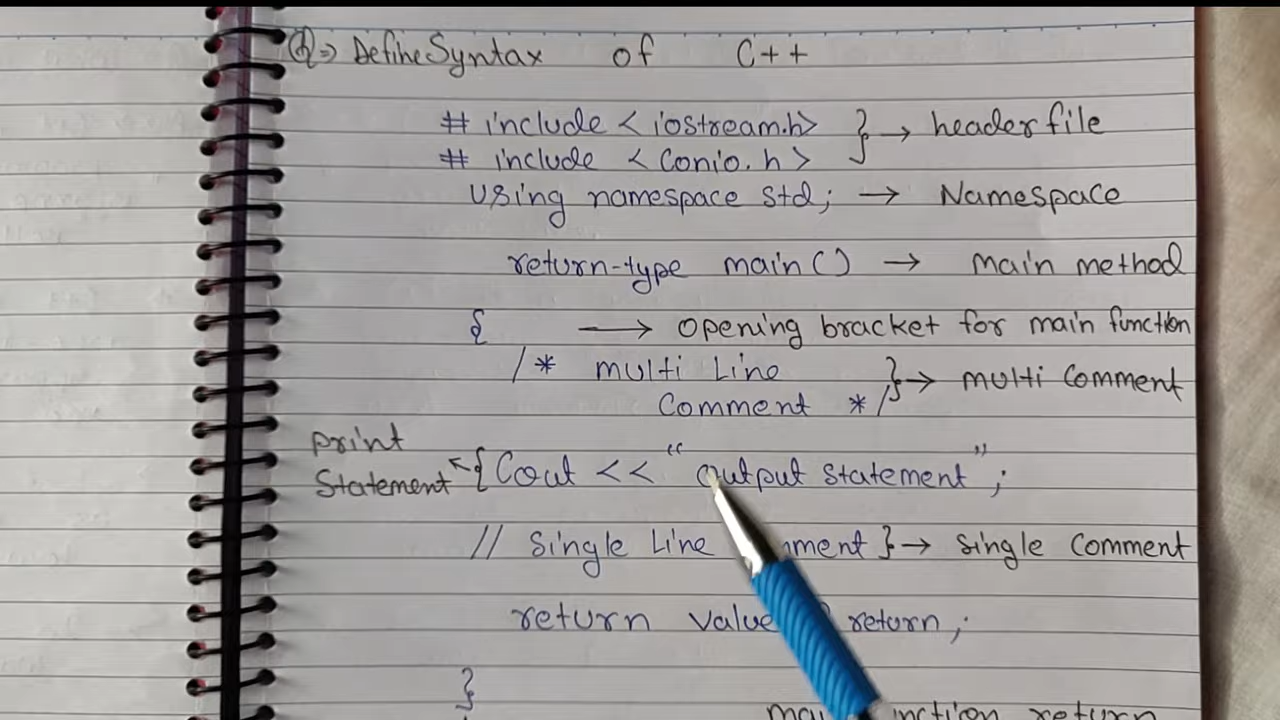 Q⇒ Define Syntax of C++
# include <iostream.h>
# include <Conio.h> } → header file
Using namespace std; → Namespace
return-type main() → main method
{ → opening bracket for main function
/* multi Line
Comment */ } → multi Comment
print
Statement ↖ { Cout << “output statement”;
// Single Line } → single Comment
return value return;
}